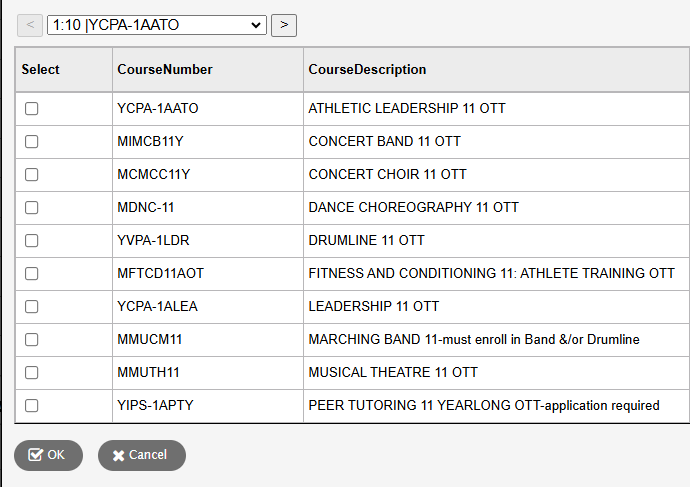 < 1:10 |YCPA-1AATO >
Select CourseNumber CourseDescription
YCPA-1AATO ATHLETIC LEADERSHIP 11 OTT
MIMCB11Y CONCERT BAND 11 OTT
MCMCC11Y CONCERT CHOIR 11 OTT
MDNC-11 DANCE CHOREOGRAPHY 11 OTT
YVPA-1LDR DRUMLINE 11 OTT
MFTCD11AOT FITNESS AND CONDITIONING 11: ATHLETE TRAINING OTT
YCPA-1ALEA LEADERSHIP 11 OTT
MMUCM11 MARCHING BAND 11-must enroll in Band &/or Drumline
MMUTH11 MUSICAL THEATRE 11 OTT
YIPS-1APTY PEER TUTORING 11 YEARLONG OTT-application required
OK Cancel